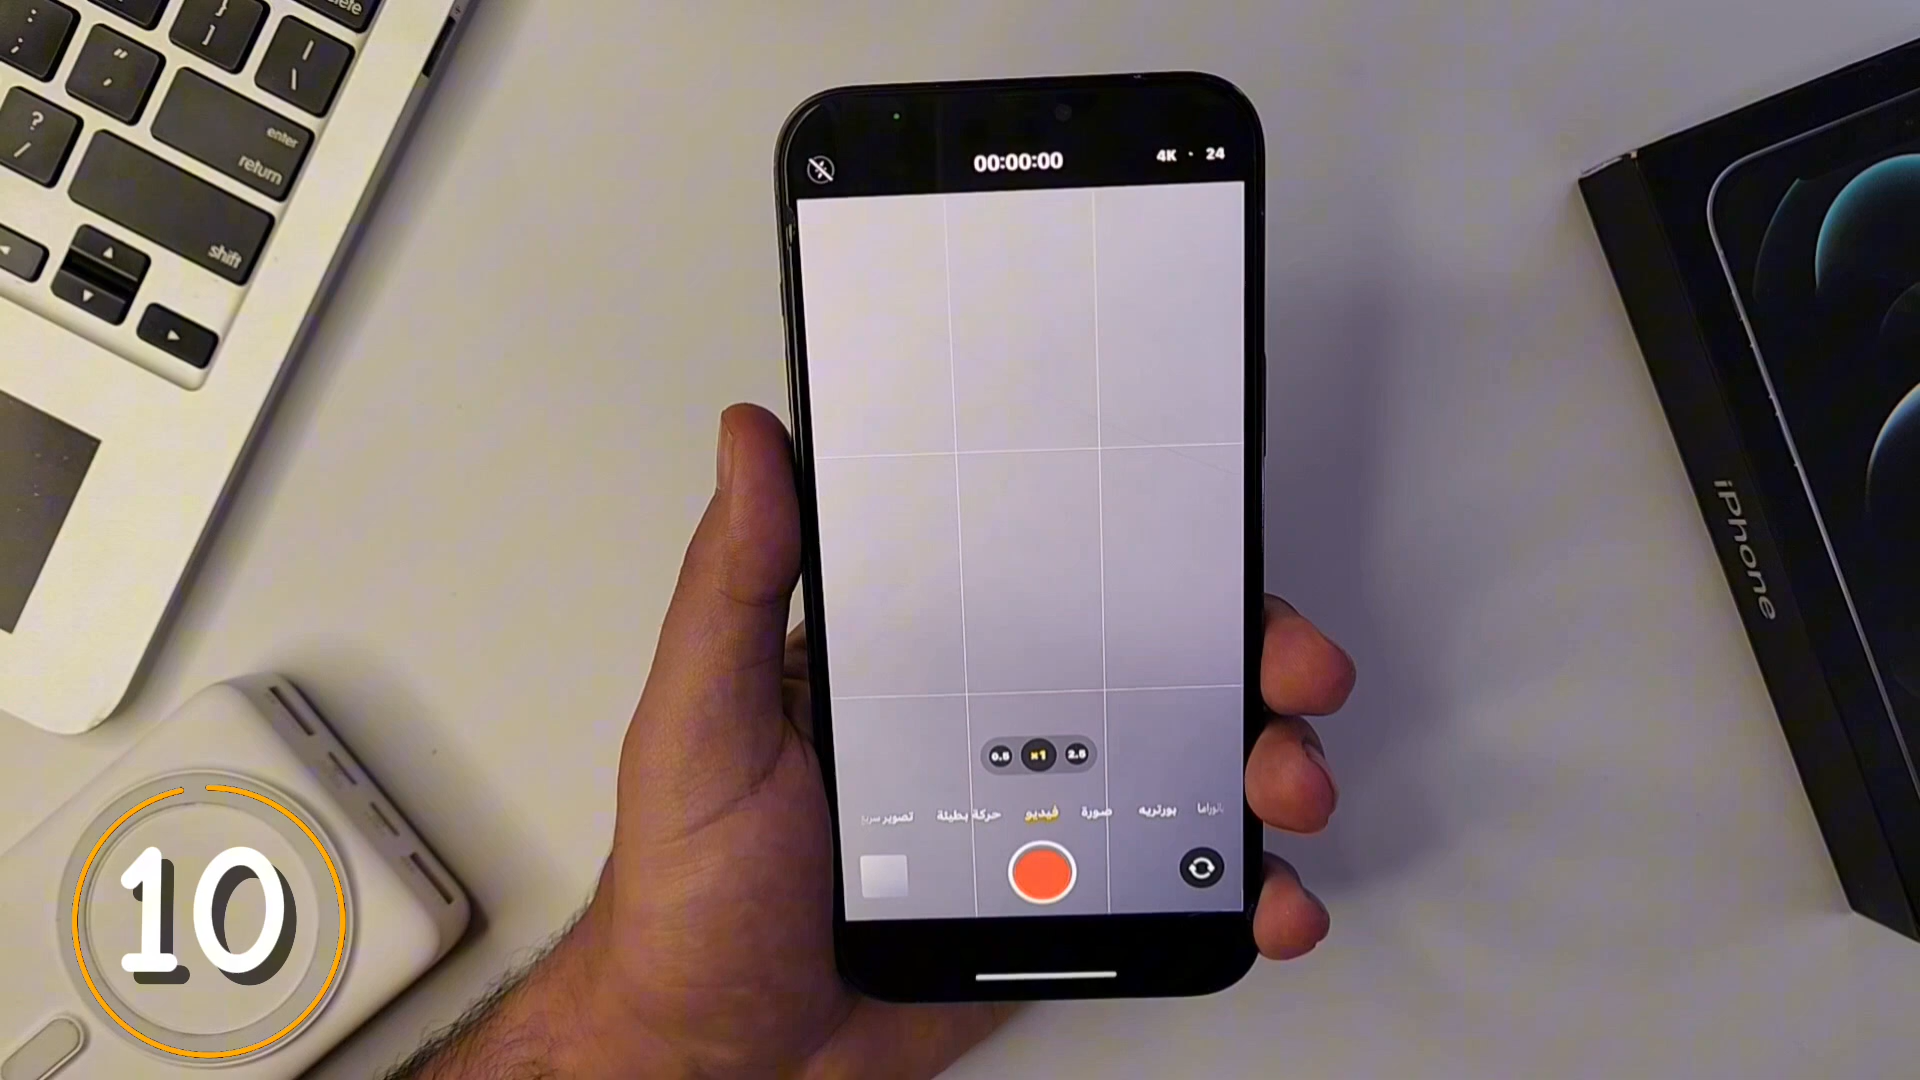 delete
{
[
}
]
|
\
:
;
"
'
?
/
enter
return
shift
00:00:00
4K · 24
iPhone
0.5 ×1 2.5
بانوراما بورتريه صورة فيديو حركة بطيئة تصوير سريع
10